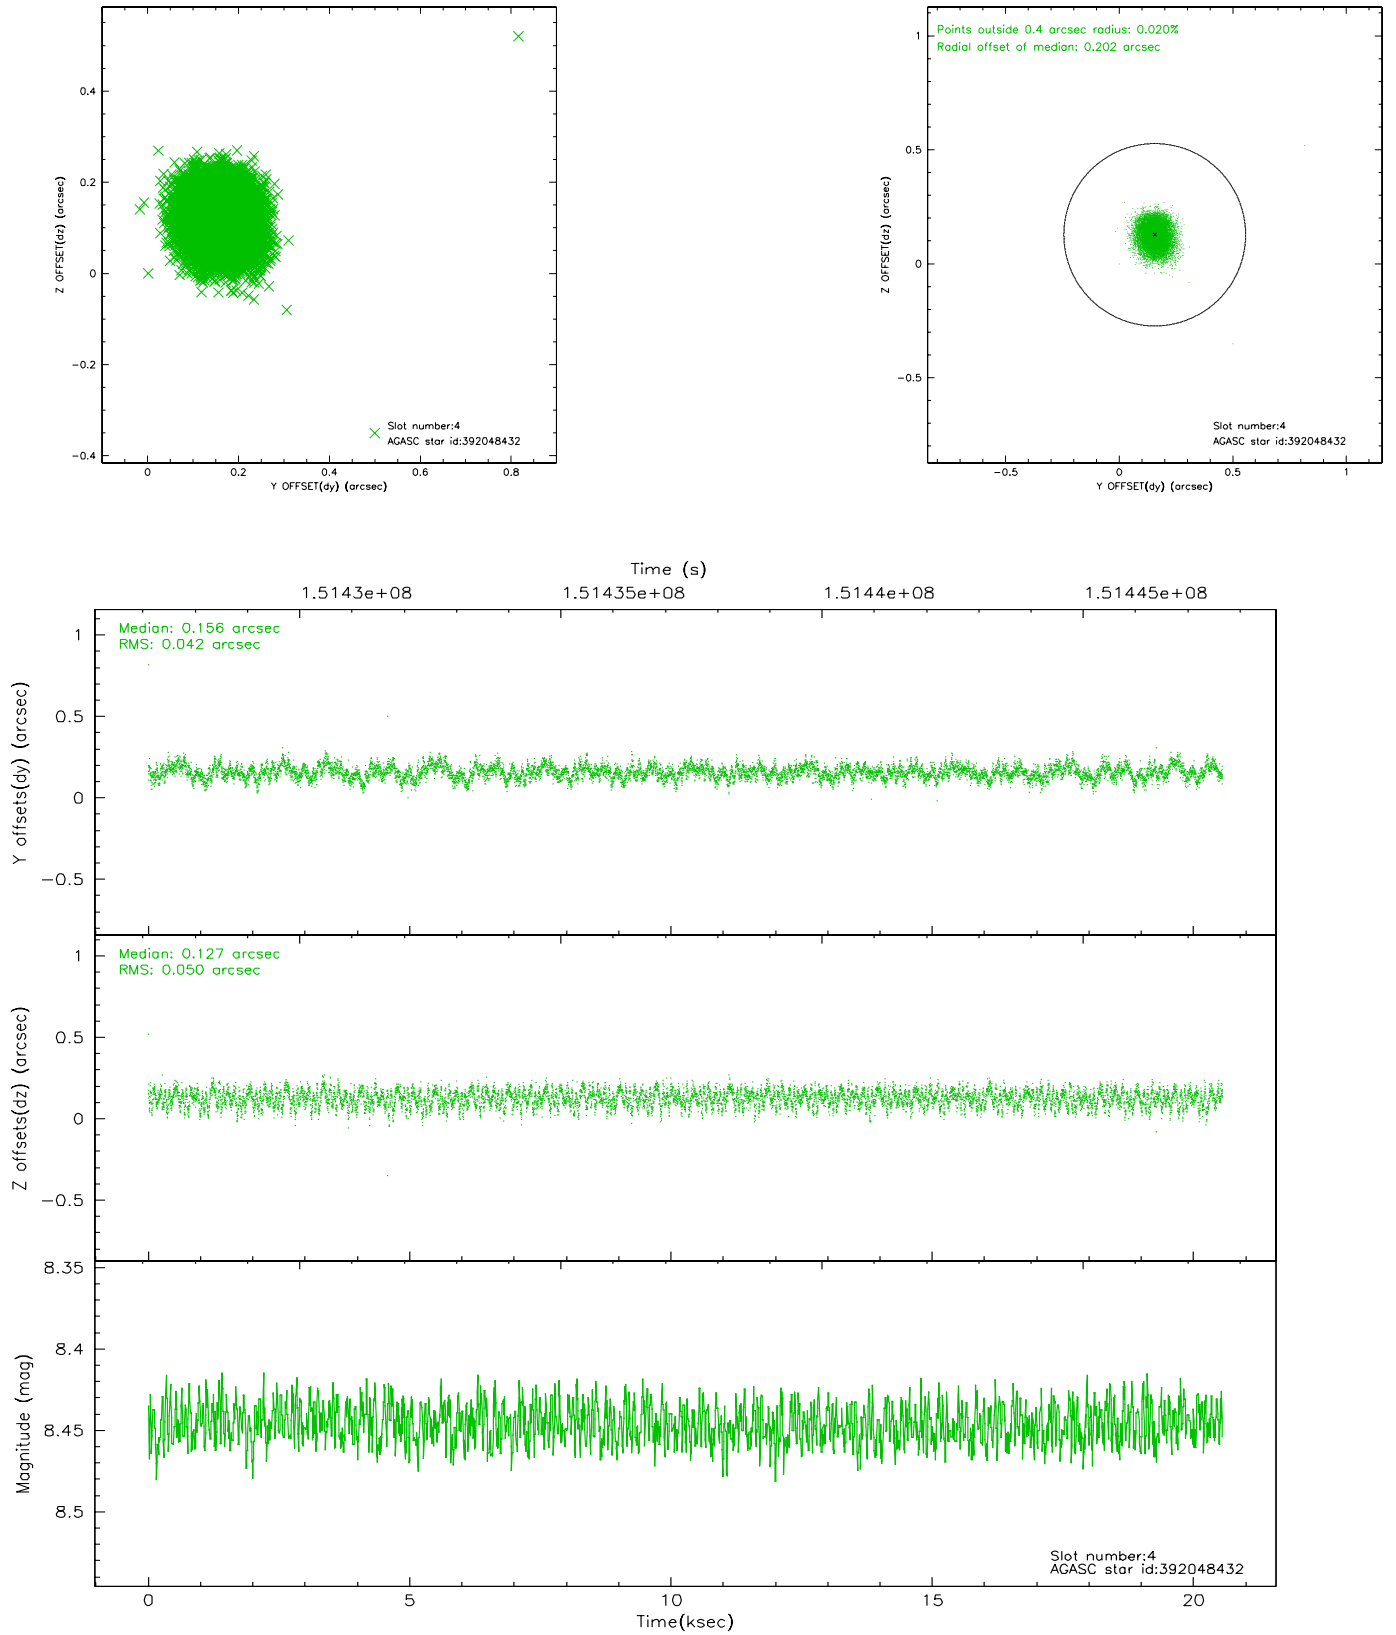 0.4
0.2
0
−0.2
−0.4
Z OFFSET(dz) (arcsec)
Slot number:4
AGASC star id:392048432
0 0.2 0.4 0.6 0.8
Y OFFSET(dy) (arcsec)
Points outside 0.4 arcsec radius: 0.020%
Radial offset of median: 0.202 arcsec
1
0.5
0
−0.5
Z OFFSET(dz) (arcsec)
Slot number:4
AGASC star id:392048432
−0.5 0 0.5 1
Y OFFSET(dy) (arcsec)
Time (s)
1.5143e+08 1.51435e+08 1.5144e+08 1.51445e+08
Median: 0.156 arcsec
RMS: 0.042 arcsec
1
0.5
0
−0.5
Y offsets(dy) (arcsec)
Median: 0.127 arcsec
RMS: 0.050 arcsec
1
0.5
0
−0.5
Z offsets(dz) (arcsec)
8.35
8.4
8.45
8.5
Magnitude (mag)
Slot number:4
AGASC star id:392048432
0 5 10 15 20
Time(ksec)